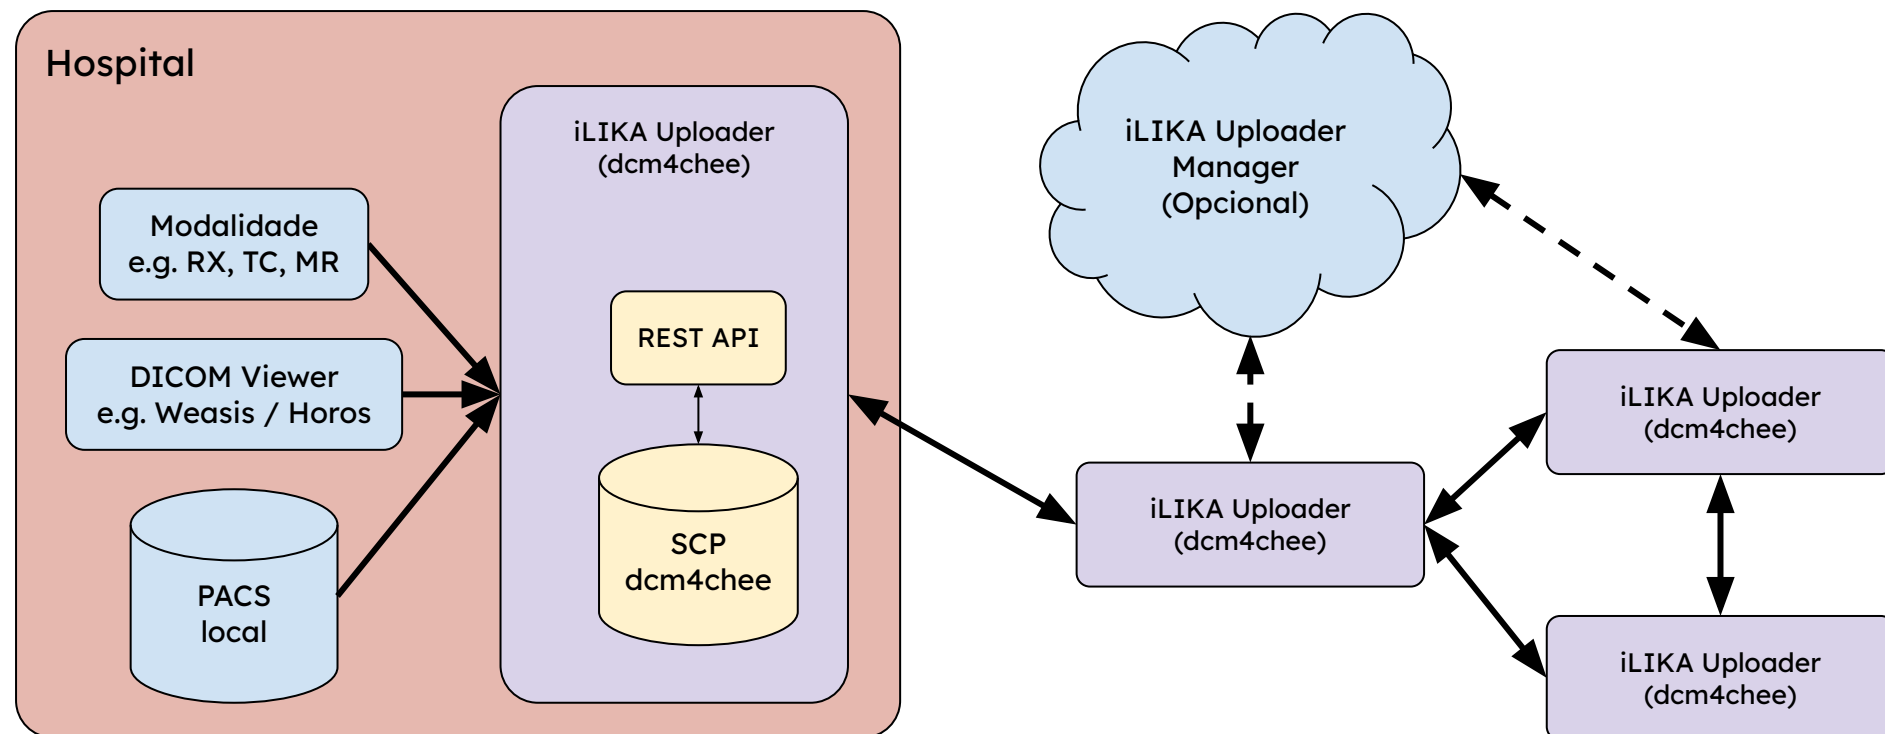 Hospital
iLIKA Uploader
(dcm4chee)
Modalidade
e.g. RX, TC, MR
DICOM Viewer
e.g. Weasis / Horos
PACS
local
REST API
SCP
dcm4chee
iLIKA Uploader
Manager
(Opcional)
iLIKA Uploader
(dcm4chee)
iLIKA Uploader
(dcm4chee)
iLIKA Uploader
(dcm4chee)